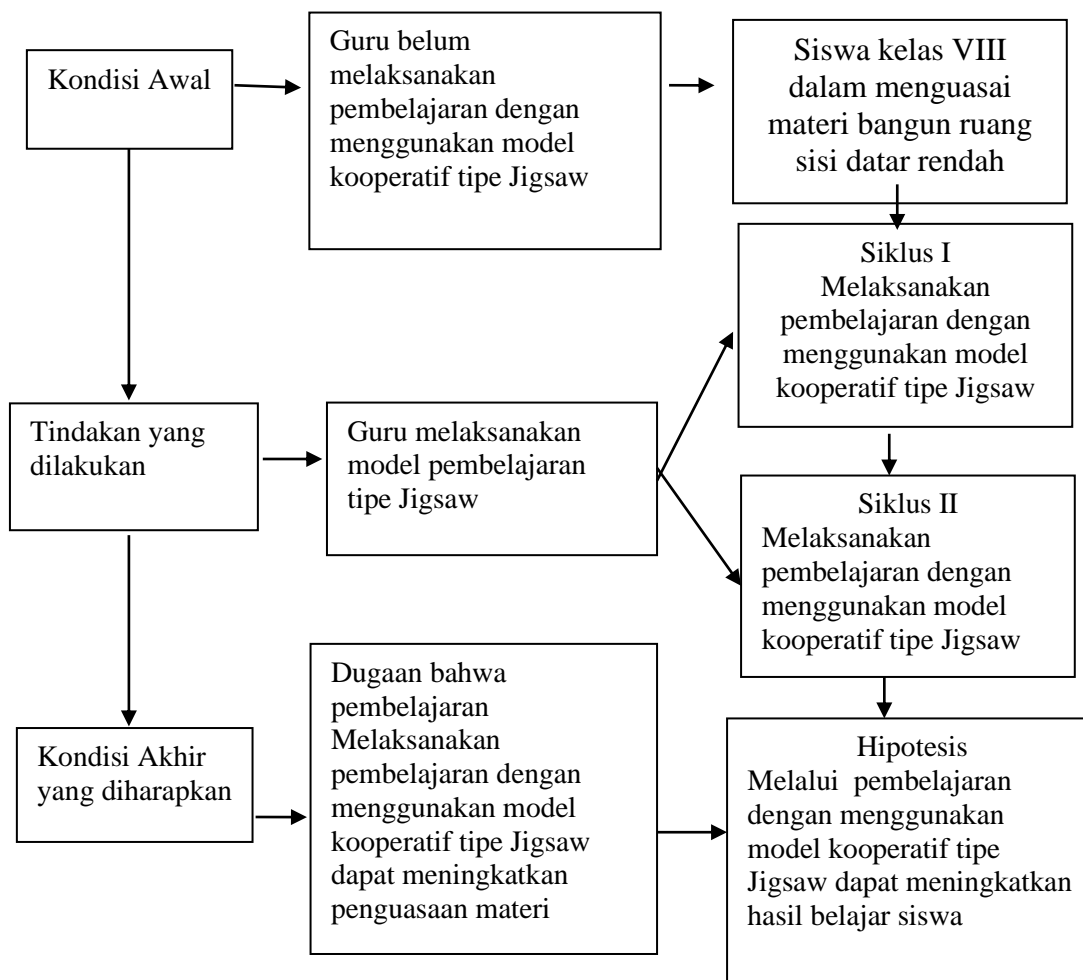 Kondisi Awal
Guru belum
melaksanakan
pembelajaran dengan
menggunakan model
kooperatif tipe Jigsaw
Siswa kelas VIII
dalam menguasai
materi bangun ruang
sisi datar rendah
Siklus I
Melaksanakan
pembelajaran dengan
menggunakan model
kooperatif tipe Jigsaw
Tindakan yang
dilakukan
Guru melaksanakan
model pembelajaran
tipe Jigsaw
Siklus II
Melaksanakan
pembelajaran dengan
menggunakan model
kooperatif tipe Jigsaw
Kondisi Akhir
yang diharapkan
Dugaan bahwa
pembelajaran
Melaksanakan
pembelajaran dengan
menggunakan model
kooperatif tipe Jigsaw
dapat meningkatkan
penguasaan materi
Hipotesis
Melalui pembelajaran
dengan menggunakan
model kooperatif tipe
Jigsaw dapat meningkatkan
hasil belajar siswa